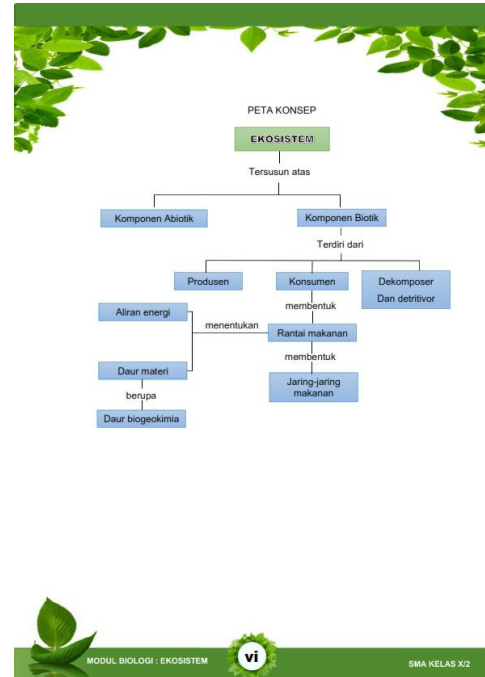 PETA KONSEP
EKOSISTEM
Tersusun atas
Komponen Abiotik
Komponen Biotik
Terdiri dari
Produsen
Konsumen
Dekomposer
Dan detritivor
membentuk
Aliran energi
menentukan
Rantai makanan
membentuk
Daur materi
Jaring-jaring
makanan
berupa
Daur biogeokimia
MODUL BIOLOGI : EKOSISTEM
vi
SMA KELAS X/2